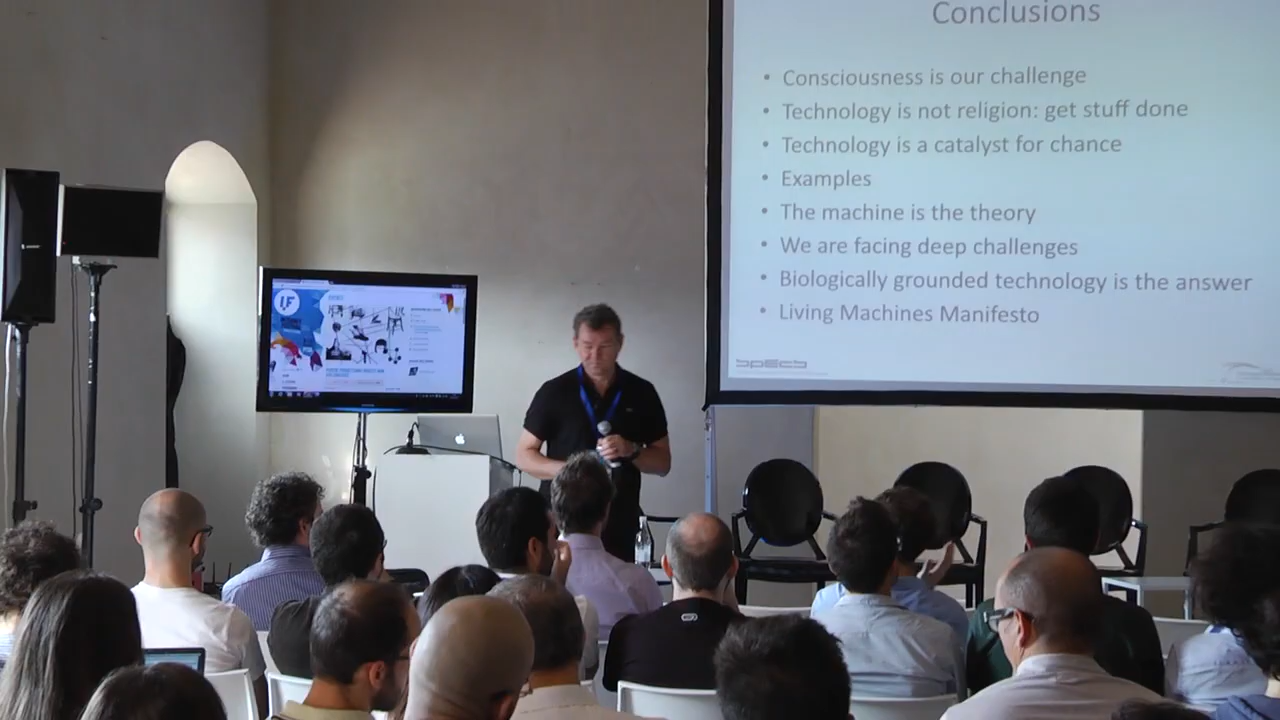 Conclusions
• Consciousness is our challenge
• Technology is not religion: get stuff done
• Technology is a catalyst for chance
• Examples
• The machine is the theory
• We are facing deep challenges
• Biologically grounded technology is the answer
• Living Machines Manifesto
specs